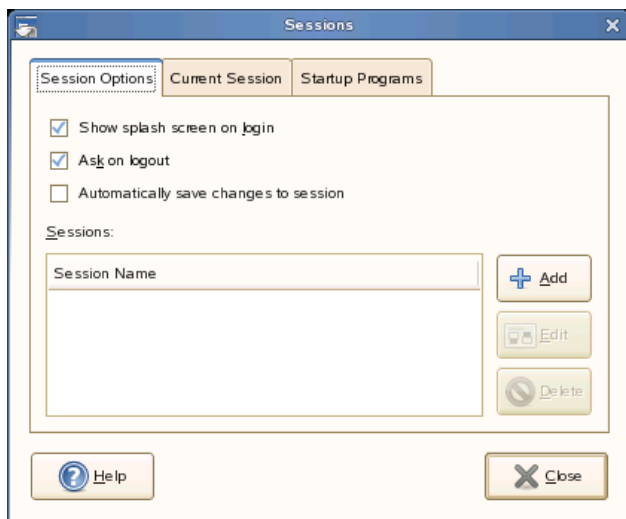 Sessions
Session Options
Current Session
Startup Programs
Show splash screen on login
Ask on logout
Automatically save changes to session
Sessions:
Session Name
Add
Edit
Delete
Help
Close